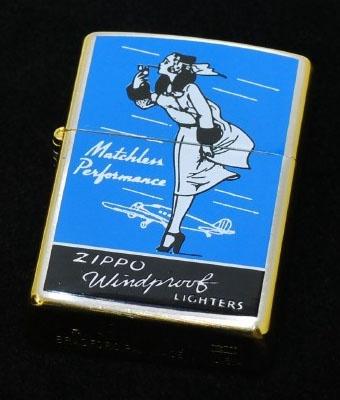 Matchless
Performance
ZIPPO
Windproof
LIGHTERS